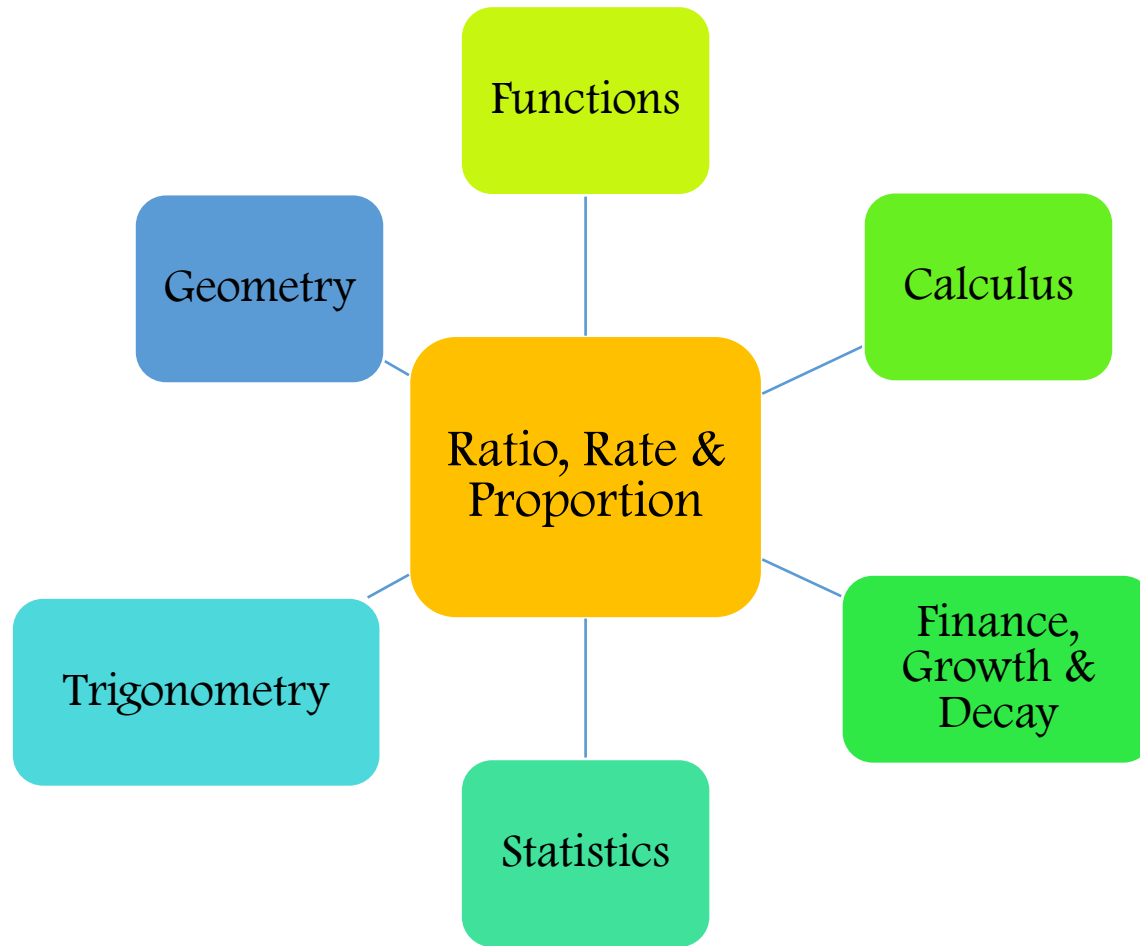 Functions
Geometry
Calculus
Ratio, Rate &
Proportion
Trigonometry
Finance,
Growth &
Decay
Statistics